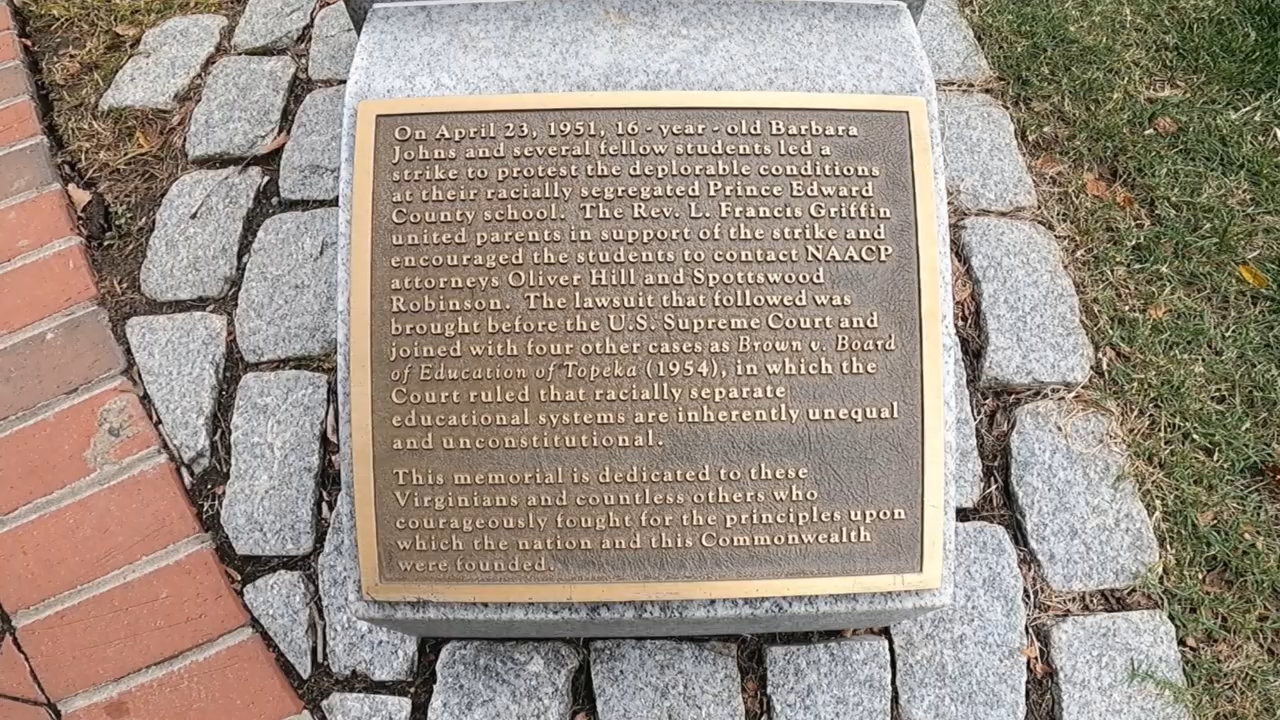 On April 23, 1951, 16 - year - old Barbara
Johns and several fellow students led a
strike to protest the deplorable conditions
at their racially segregated Prince Edward
County school. The Rev. L. Francis Griffin
united parents in support of the strike and
encouraged the students to contact NAACP
attorneys Oliver Hill and Spottswood
Robinson. The lawsuit that followed was
brought before the U.S. Supreme Court and
joined with four other cases as Brown v. Board
of Education of Topeka (1954), in which the
Court ruled that racially separate
educational systems are inherently unequal
and unconstitutional.
This memorial is dedicated to these
Virginians and countless others who
courageously fought for the principles upon
which the nation and this Commonwealth
were founded.